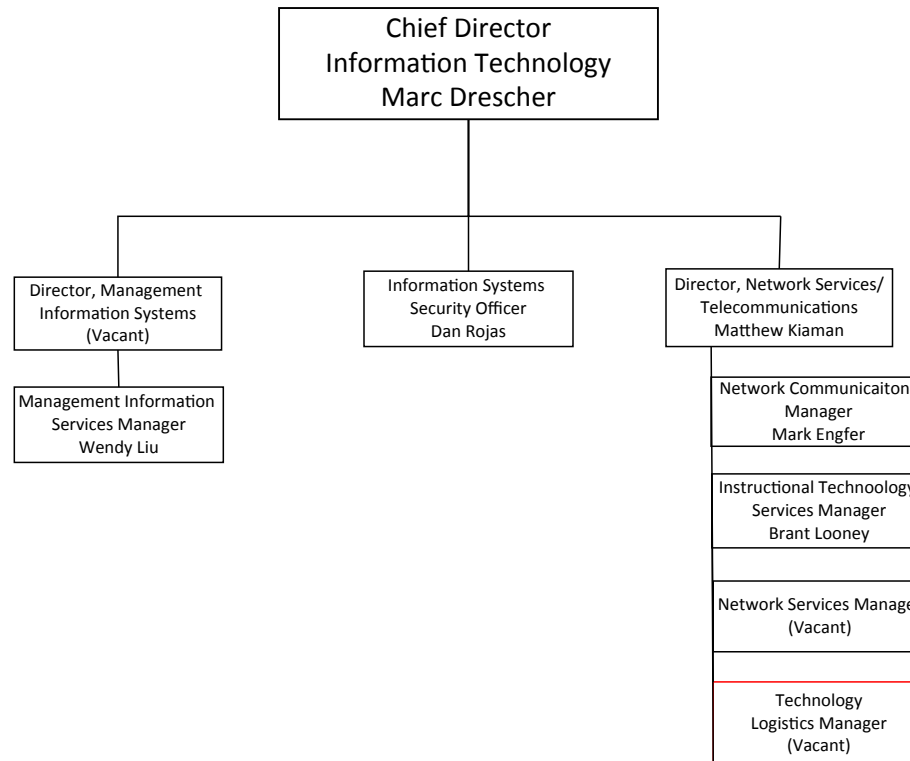 Chief Director
Information Technology
Marc Drescher
Director, Management
Information Systems
(Vacant)
Information Systems
Security Officer
Dan Rojas
Director, Network Services/
Telecommunications
Matthew Kiaman
Management Information
Services Manager
Wendy Liu
Network Communicaiton
Manager
Mark Engfer
Instructional Technoology
Services Manager
Brant Looney
Network Services Manage
(Vacant)
Technology
Logistics Manager
(Vacant)